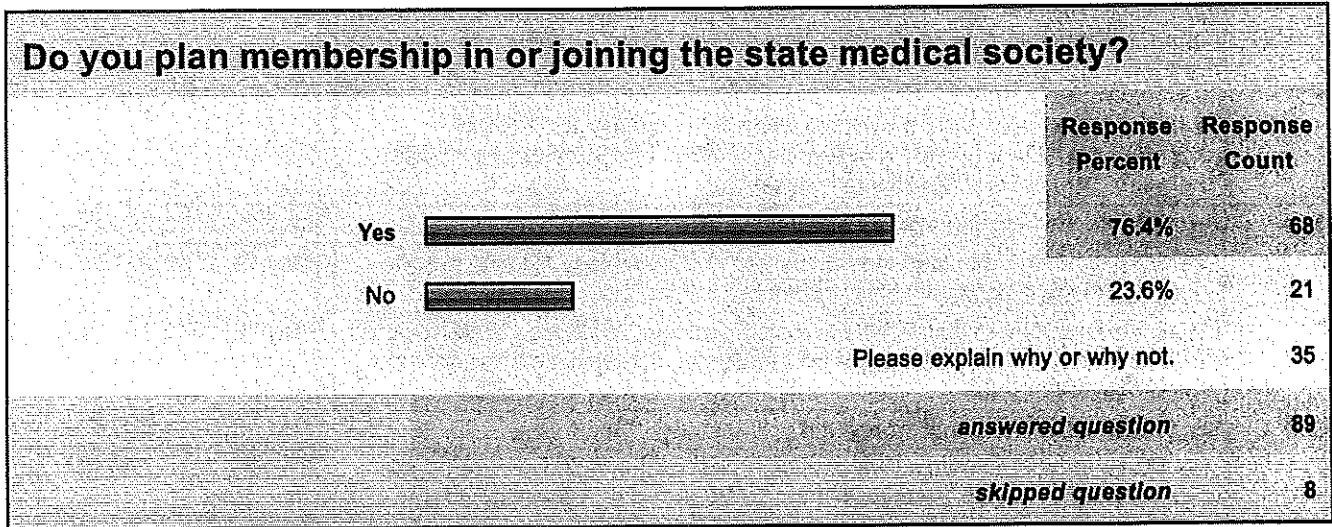 Do you plan membership in or joining the state medical society?
Response Percent Response Count
Yes 76.4% 68
No 23.6% 21
Please explain why or why not. 35
answered question 89
skipped question 8